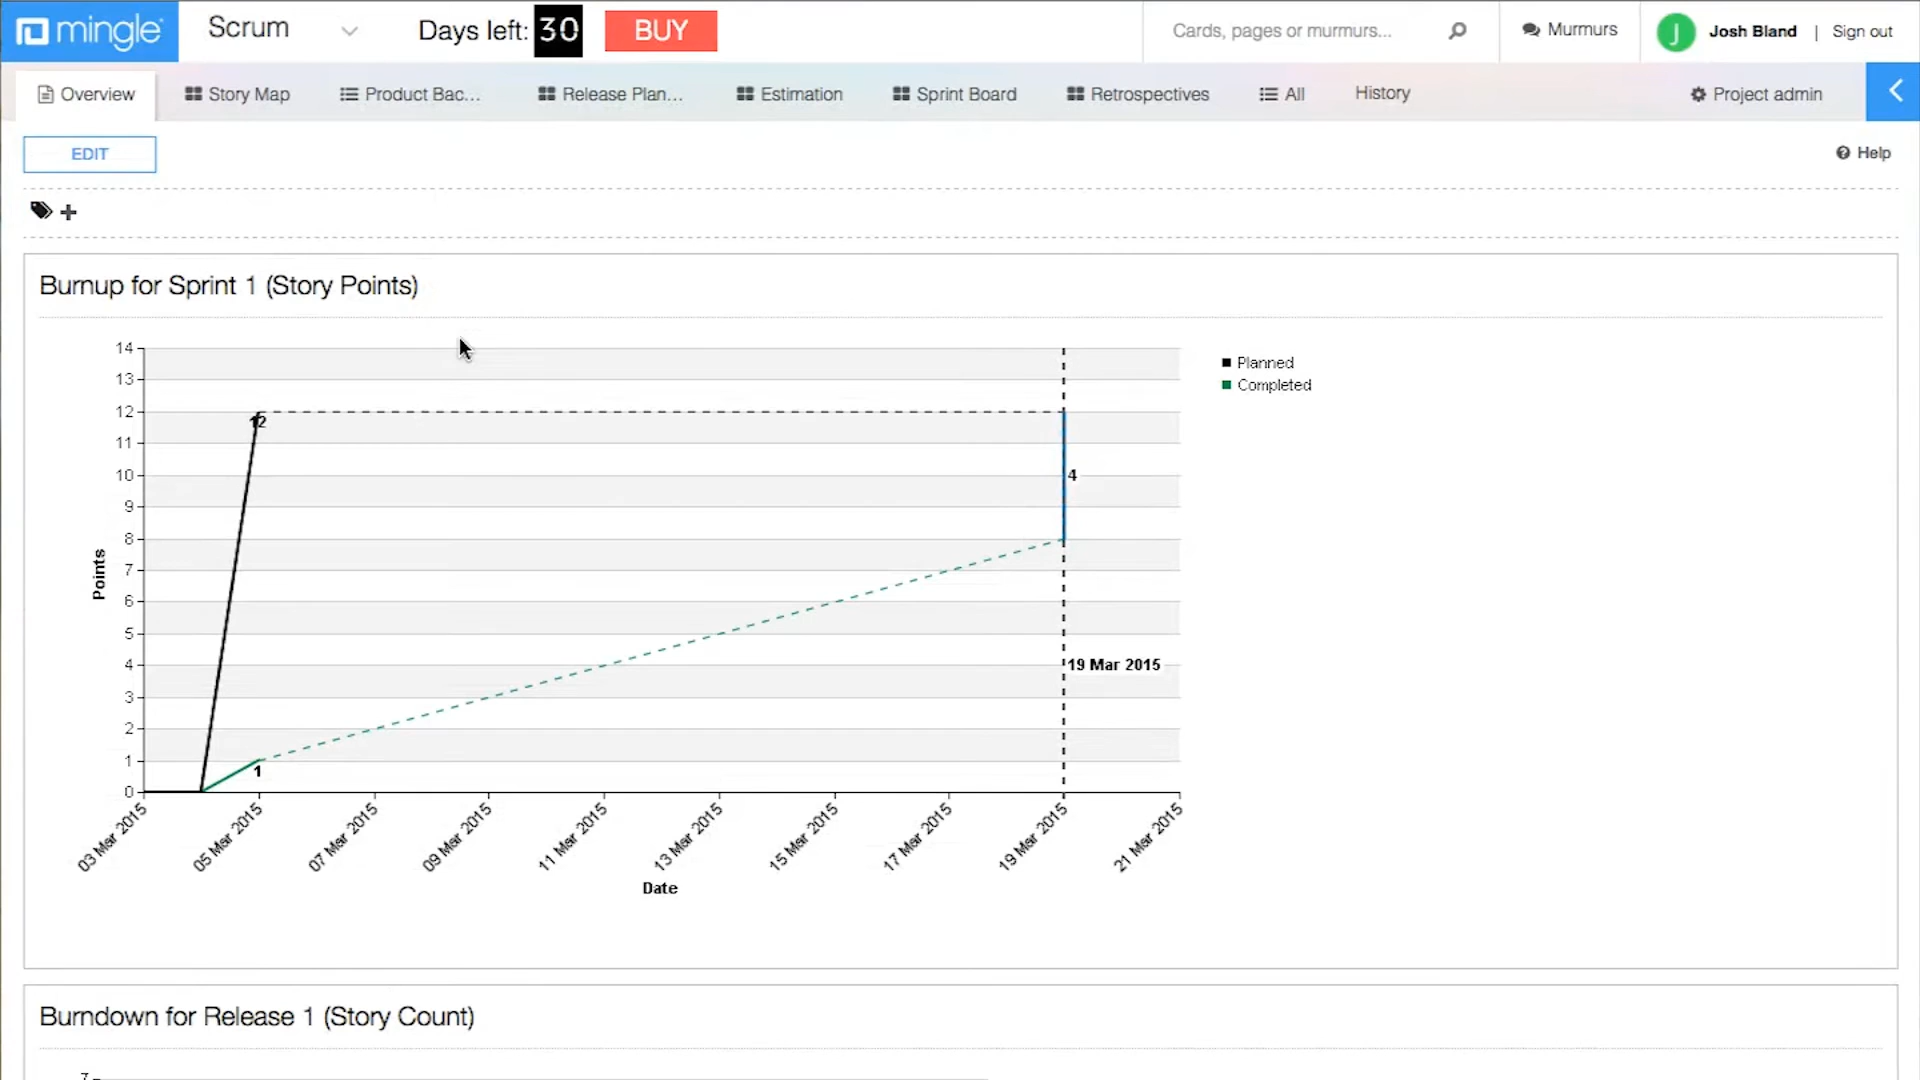 mingle
Scrum
Days left: 30
BUY
Cards, pages or murmurs...
Murmurs
J
Josh Bland | Sign out
Overview
Story Map
Product Bac...
Release Plan...
Estimation
Sprint Board
Retrospectives
All
History
Project admin
EDIT
Help
Burnup for Sprint 1 (Story Points)
14
13
12
11
10
9
8
7
6
5
4
3
2
1
0
Points
12
1
4
19 Mar 2015
Planned
Completed
03 Mar 2015
05 Mar 2015
07 Mar 2015
09 Mar 2015
11 Mar 2015
13 Mar 2015
15 Mar 2015
17 Mar 2015
19 Mar 2015
21 Mar 2015
Date
Burndown for Release 1 (Story Count)
7